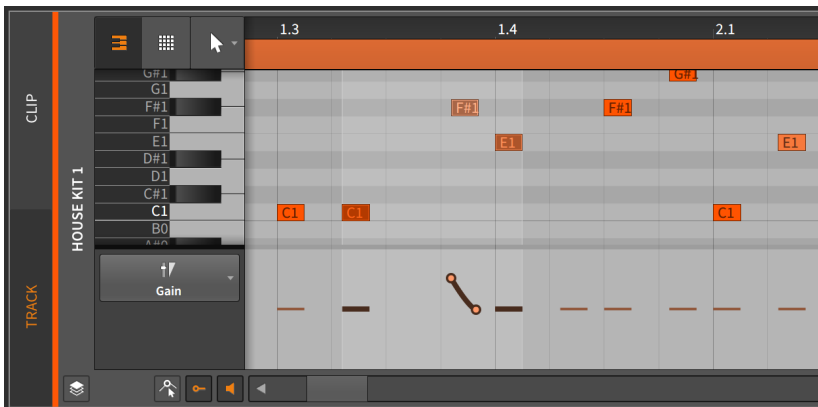 1.3 1.4 2.1
CLIP
TRACK
HOUSE KIT 1
G#1
G1
F#1
F1
E1
D#1
D1
C#1
C1
B0
A#0
G#1
F#1 F#1
E1 E1
C1 C1 C1
Gain